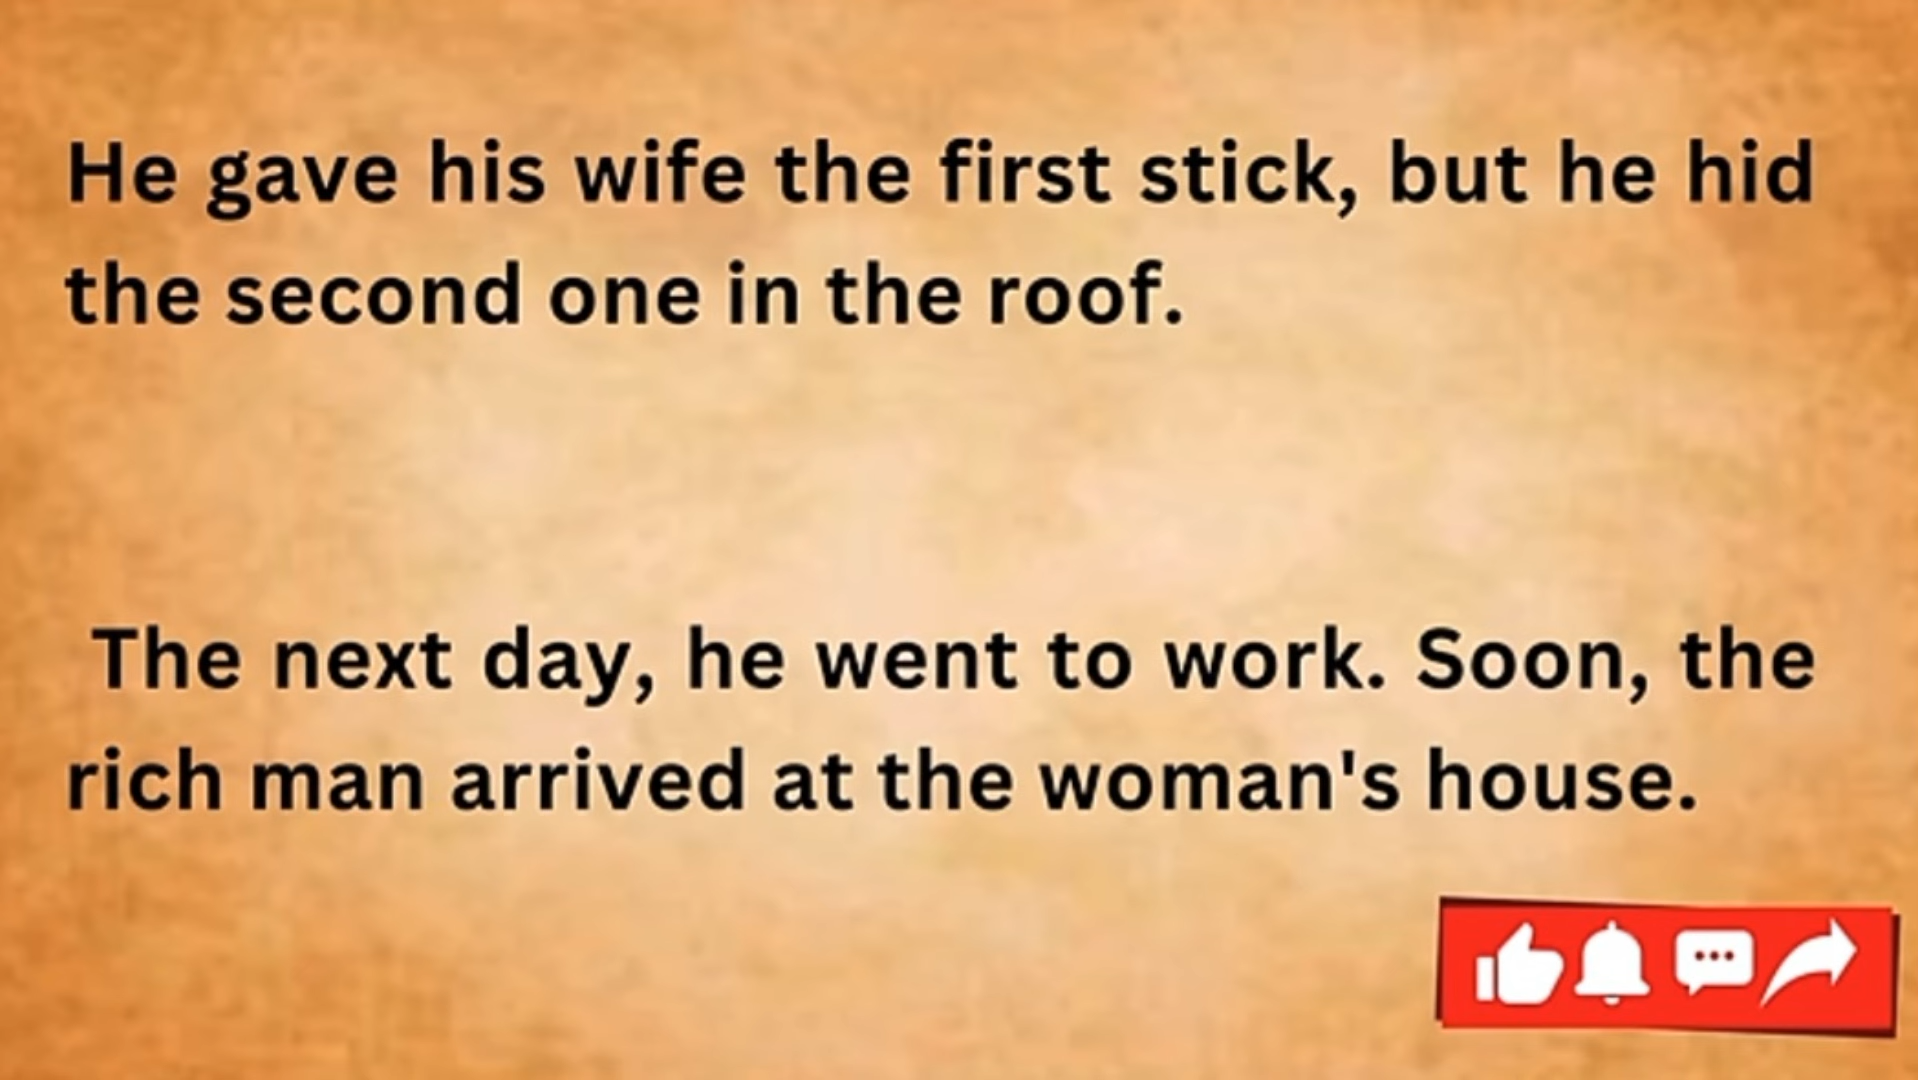 He gave his wife the first stick, but he hid
the second one in the roof.
The next day, he went to work. Soon, the
rich man arrived at the woman's house.